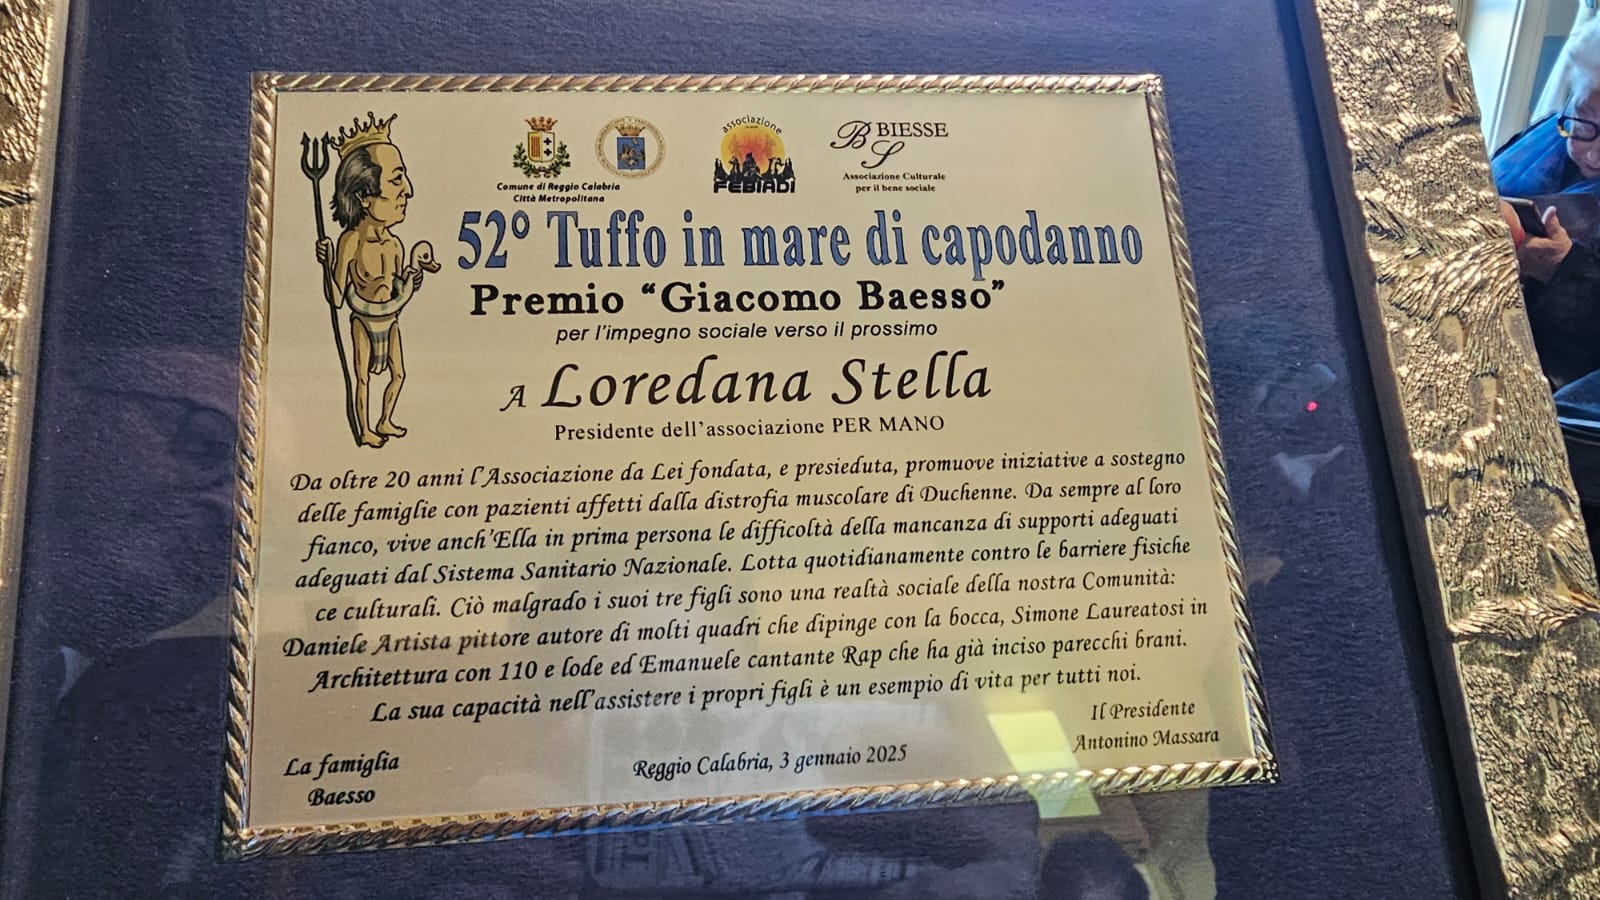 Comune di Reggio Calabria
Città Metropolitana
associazione
FEBIADI
BS BIESSE
Associazione Culturale
per il bene sociale
52° Tuffo in mare di capodanno
Premio “Giacomo Baesso”
per l'impegno sociale verso il prossimo
A Loredana Stella
Presidente dell'associazione PER MANO
Da oltre 20 anni l'Associazione da Lei fondata, e presieduta, promuove iniziative a sostegno
delle famiglie con pazienti affetti dalla distrofia muscolare di Duchenne. Da sempre al loro
fianco, vive anch'Ella in prima persona le difficoltà della mancanza di supporti adeguati
adeguati dal Sistema Sanitario Nazionale. Lotta quotidianamente contro le barriere fisiche
ce culturali. Ciò malgrado i suoi tre figli sono una realtà sociale della nostra Comunità:
Daniele Artista pittore autore di molti quadri che dipinge con la bocca, Simone Laureatosi in
Architettura con 110 e lode ed Emanuele cantante Rap che ha già inciso parecchi brani.
La sua capacità nell'assistere i propri figli è un esempio di vita per tutti noi.
La famiglia
Baesso
Reggio Calabria, 3 gennaio 2025
Il Presidente
Antonino Massara